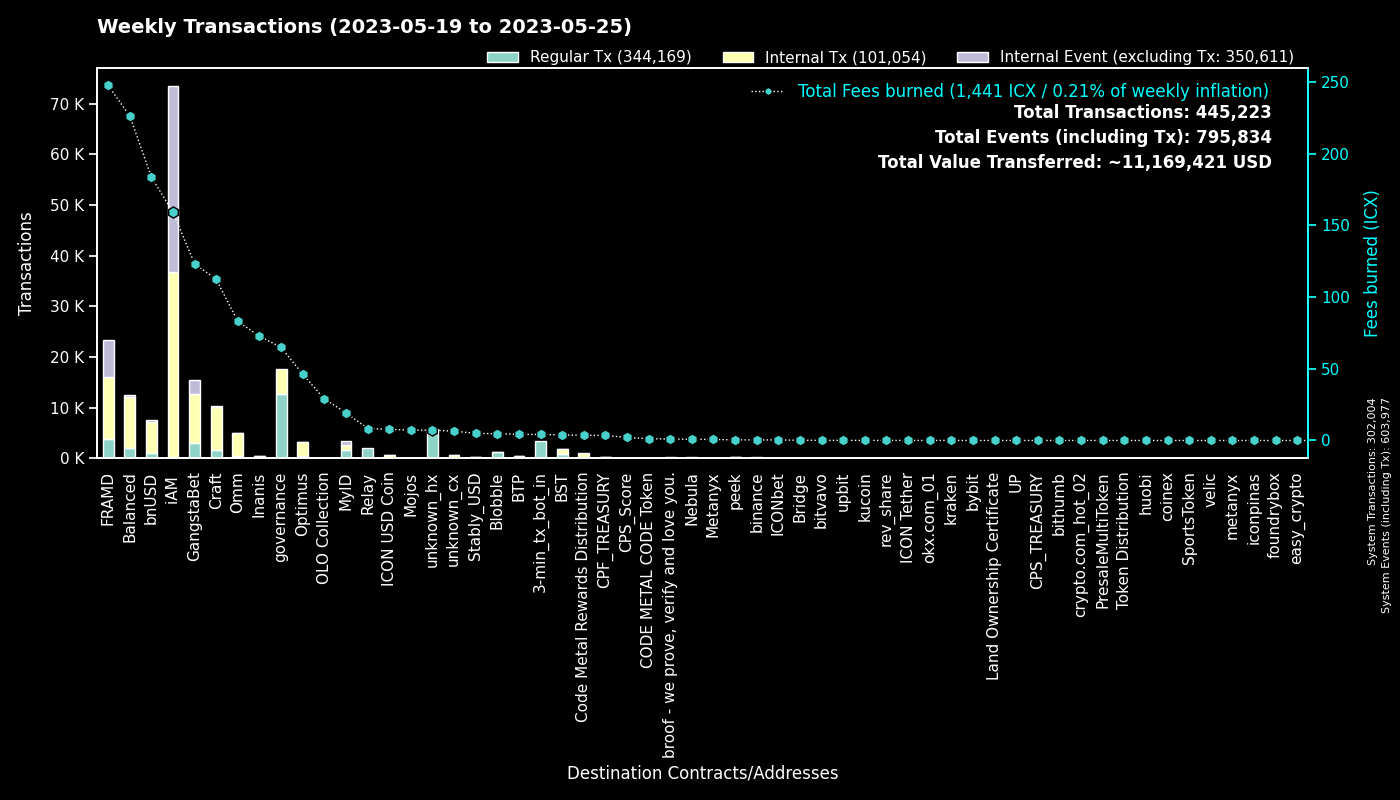 Weekly Transactions (2023-05-19 to 2023-05-25)
Regular Tx (344,169)
Internal Tx (101,054)
Internal Event (excluding Tx: 350,611)
Total Fees burned (1,441 ICX / 0.21% of weekly inflation)
Total Transactions: 445,223
Total Events (including Tx): 795,834
Total Value Transferred: ~11,169,421 USD
Transactions
70 K
60 K
50 K
40 K
30 K
20 K
10 K
0 K
250
200
150
100
50
0
Fees burned (ICX)
System Transactions: 302,004
System Events (including Tx): 603,977
FRAMD
Balanced
bnUSD
iAM
GangstaBet
Craft
Omm
Inanis
governance
Optimus
OLO Collection
MyID
Relay
ICON USD Coin
Mojos
unknown_hx
unknown_cx
Stably_USD
Blobble
BTP
3-min_tx_bot_in
BST
Code Metal Rewards Distribution
CPF_TREASURY
CPS_Score
CODE METAL CODE Token
broof - we prove, verify and love you.
Nebula
Metanyx
peek
binance
ICONbet
Bridge
bitvavo
upbit
kucoin
rev_share
ICON Tether
okx.com_01
kraken
bybit
Land Ownership Certificate
UP
CPS_TREASURY
bithumb
crypto.com_hot_02
PresaleMultiToken
Token Distribution
huobi
coinex
SportsToken
velic
metanyx
iconpinas
foundrybox
easy_crypto
Destination Contracts/Addresses